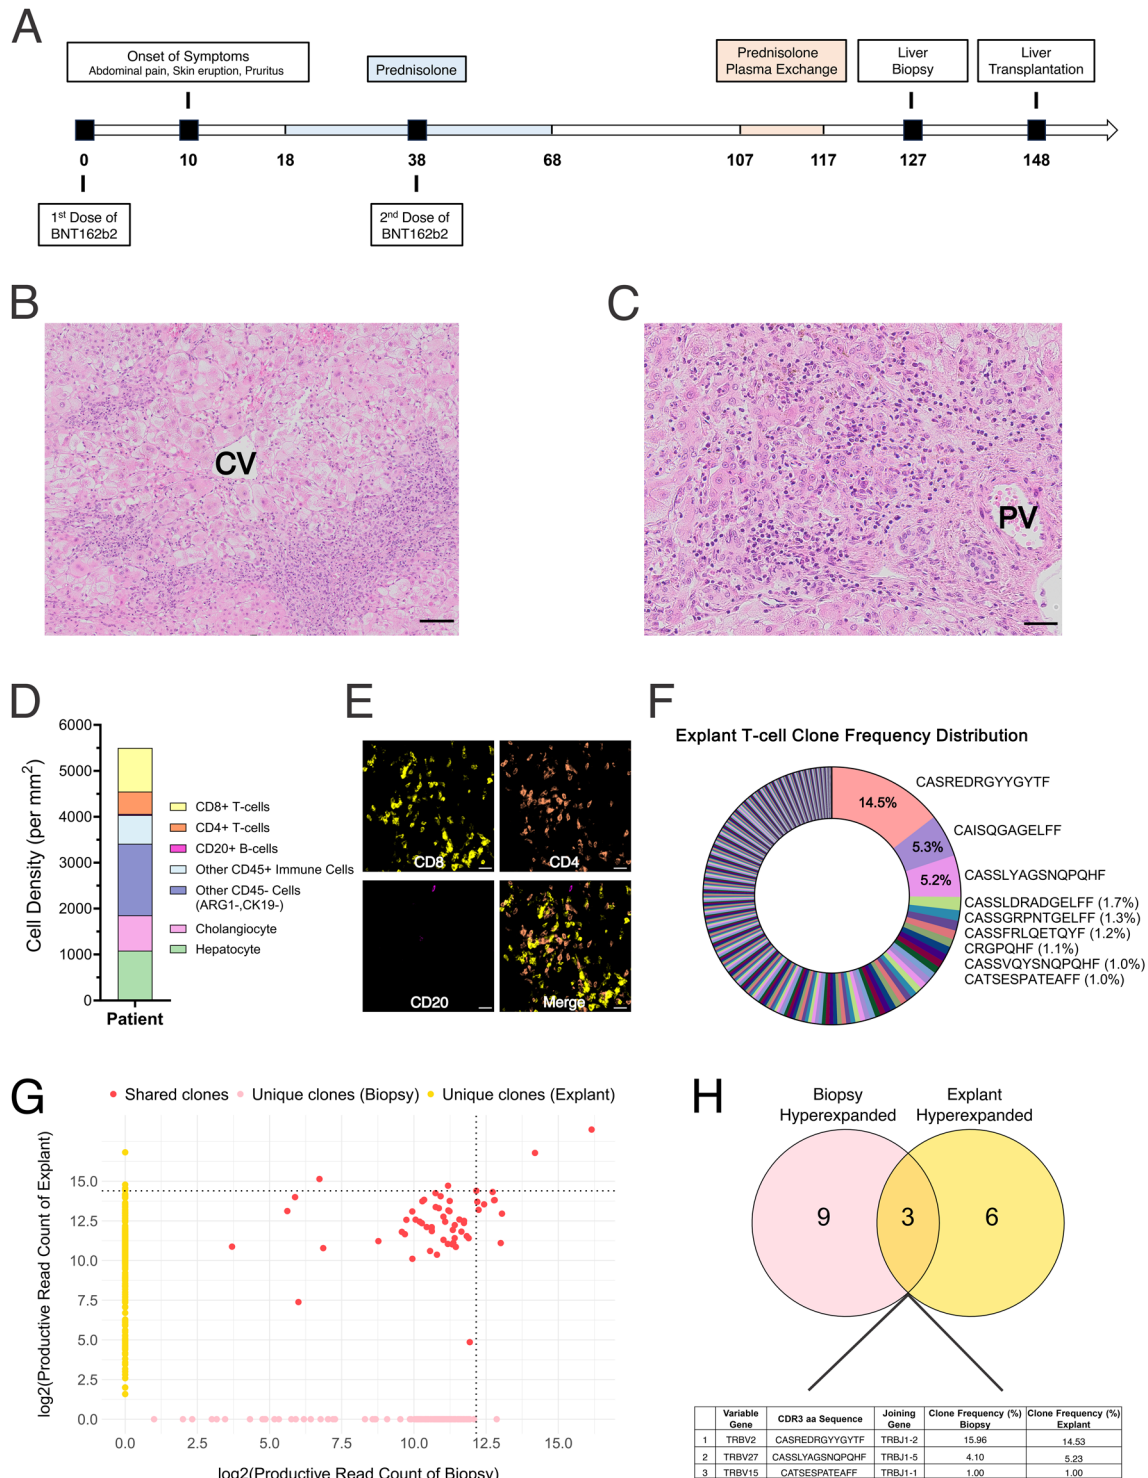 A
Onset of Symptoms
Abdominal pain, Skin eruption, Pruritus
Prednisolone
Prednisolone
Plasma Exchange
Liver
Biopsy
Liver
Transplantation
0 10 18 38 68 107 117 127 148
1st Dose of
BNT162b2
2nd Dose of
BNT162b2
B
CV
C
PV
D
Cell Density (per mm2)
6000
5000
4000
3000
2000
1000
0
Patient
CD8+ T-cells
CD4+ T-cells
CD20+ B-cells
Other CD45+ Immune Cells
Other CD45- Cells
(ARG1-,CK19-)
Cholangiocyte
Hepatocyte
E
CD8
CD4
CD20
Merge
F
Explant T-cell Clone Frequency Distribution
14.5%
5.3%
5.2%
CASREDRGYYGYTF
CAISQGAGELFF
CASSLYAGSNQPQHF
CASSLDRADGELFF (1.7%)
CASSGRPNTGELFF (1.3%)
CASSFRLQETQYF (1.2%)
CRGPQHF (1.1%)
CASSVQYSNQPQHF (1.0%)
CATSESPATEAFF (1.0%)
G
Shared clones Unique clones (Biopsy) Unique clones (Explant)
log2(Productive Read Count of Explant)
15.0
12.5
10.0
7.5
5.0
2.5
0.0
0.0 2.5 5.0 7.5 10.0 12.5 15.0
log2(Productive Read Count of Biopsy)
H
Biopsy
Hyperexpanded
Explant
Hyperexpanded
9 3 6
Variable Gene CDR3 aa Sequence Joining Gene Clone Frequency (%) Biopsy Clone Frequency (%) Explant
1 TRBV2 CASREDRGYYGYTF TRBJ1-2 15.96 14.53
2 TRBV27 CASSLYAGSNQPQHF TRBJ1-5 4.10 5.23
3 TRBV15 CATSESPATEAFF TRBJ1-1 1.00 1.00